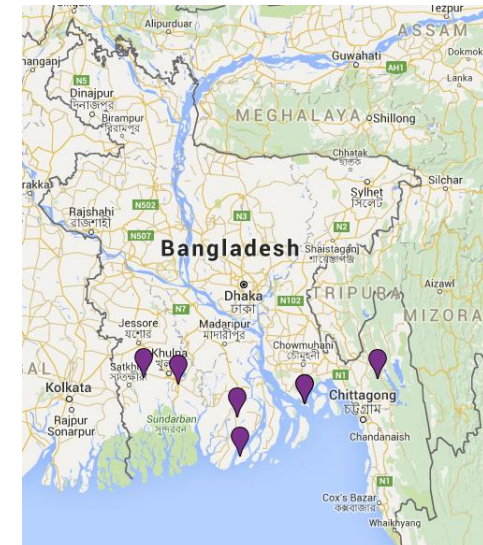 Tezpur
Alipurduar
ASSAM
Guwahati
Dokmok
AH1
Lanka
N5
Dinajpur
দিনাজপুর
Birampur
বিরামপুর
MEGHALAYA
Shillong
Chhatak
ছাতক
Sylhet
সিলেট
Silchar
Rajshahi
রাজশাহী
N502
N3
N2
N507
Bangladesh
Shaistaganj
শায়েস্তাগঞ্জ
Dhaka
ঢাকা
N102
TRIPURA
Aizawl
MIZORA
N7
Jessore
যশোর
Madaripur
মাদারীপুর
Chowmuhani
চৌমুহনী
Khulna
N1
AL
Kolkata
Chittagong
চট্টগ্রাম
Rajpur
Sonarpur
Sundarban
সুন্দরবন
Chandanaish
N1
Cox's Bazar
কক্সবাজার
Whaikhyang